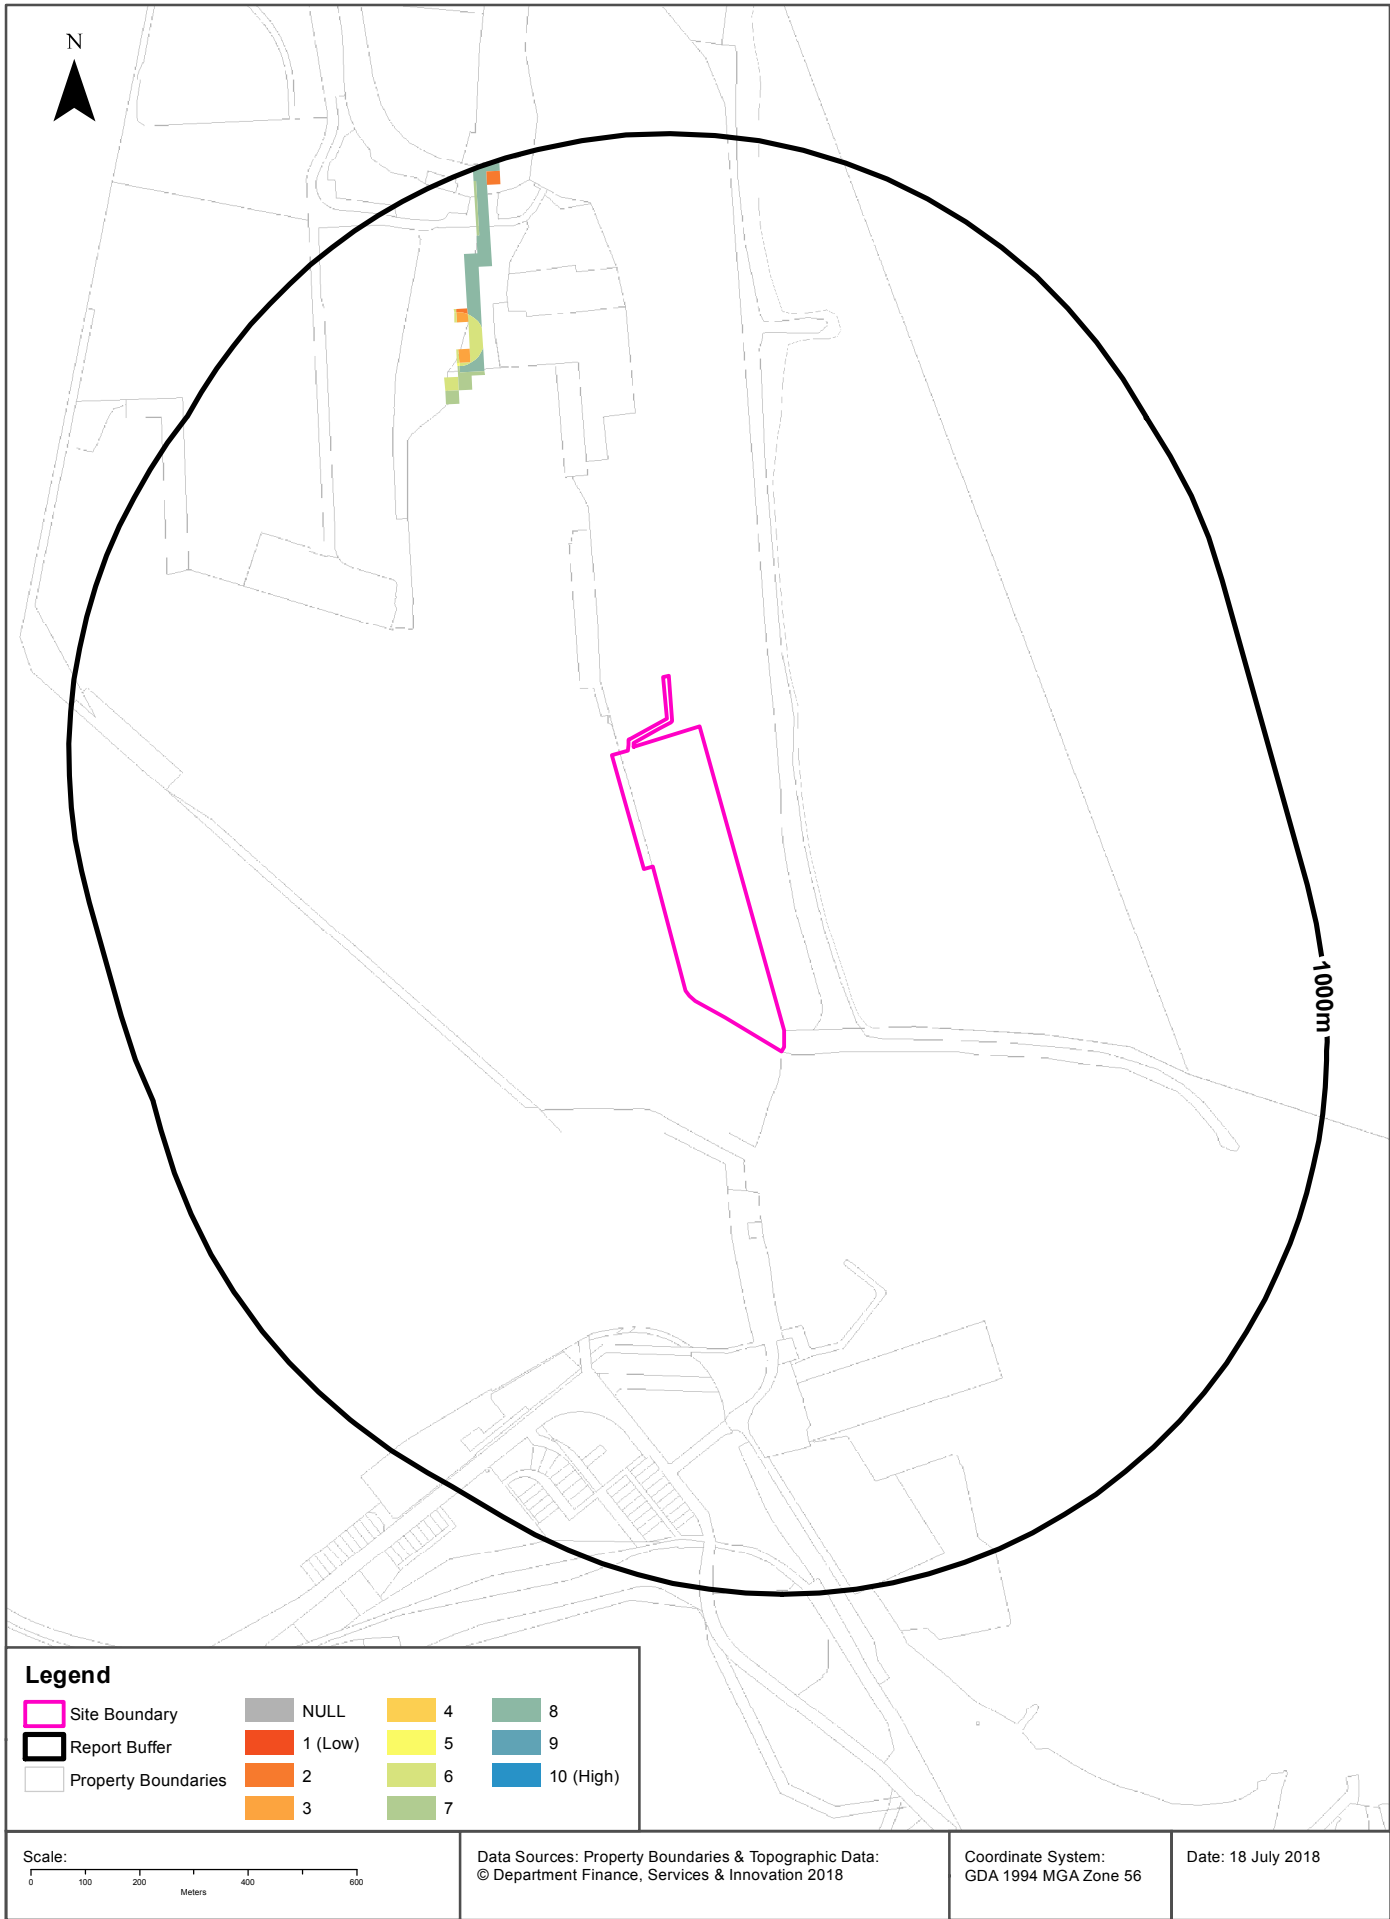 N
1000m
Legend
Site Boundary
Report Buffer
Property Boundaries
NULL
1 (Low)
2
3
4
5
6
7
8
9
10 (High)
Scale:
0 100 200 400 600
Meters
Data Sources: Property Boundaries & Topographic Data:
© Department Finance, Services & Innovation 2018
Coordinate System:
GDA 1994 MGA Zone 56
Date: 18 July 2018